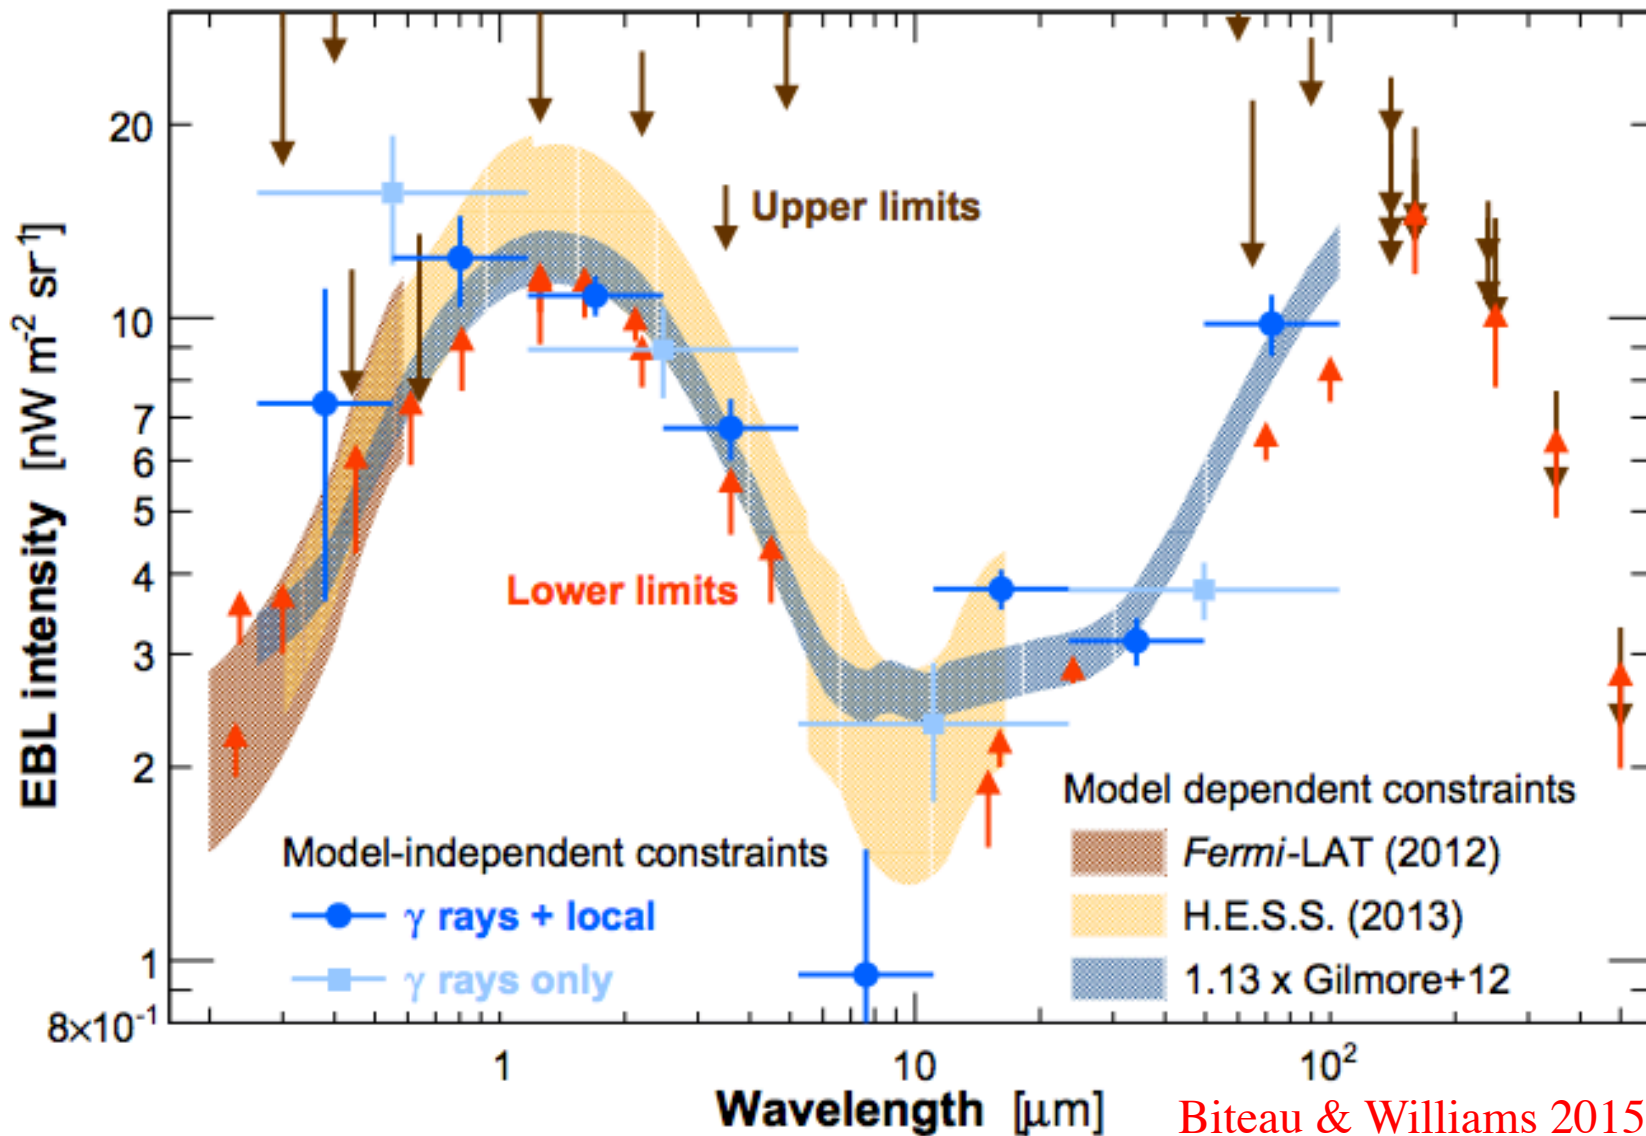 20
10
7
6
5
4
3
2
1
8×10⁻¹
EBL intensity [nW m⁻² sr⁻¹]
Upper limits
Lower limits
Model-independent constraints
γ rays + local
γ rays only
Model dependent constraints
Fermi-LAT (2012)
H.E.S.S. (2013)
1.13 x Gilmore+12
1
10
10²
Wavelength [μm]
Biteau & Williams 2015